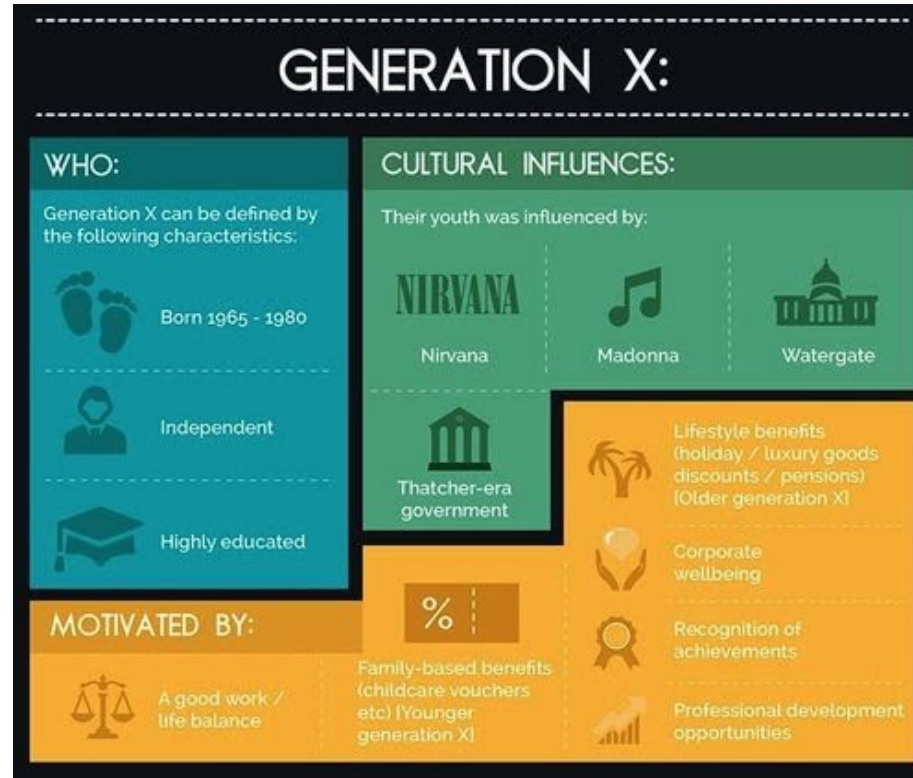 GENERATION X:
WHO:
Generation X can be defined by
the following characteristics:
Born 1965 - 1980
Independent
Highly educated
CULTURAL INFLUENCES:
Their youth was influenced by:
NIRVANA
Nirvana
Madonna
Watergate
Thatcher-era
government
MOTIVATED BY:
A good work /
life balance
%
Family-based benefits
(childcare vouchers
etc) [Younger
generation X]
Lifestyle benefits
(holiday / luxury goods
discounts / pensions)
[Older generation X]
Corporate
wellbeing
Recognition of
achievements
Professional development
opportunities